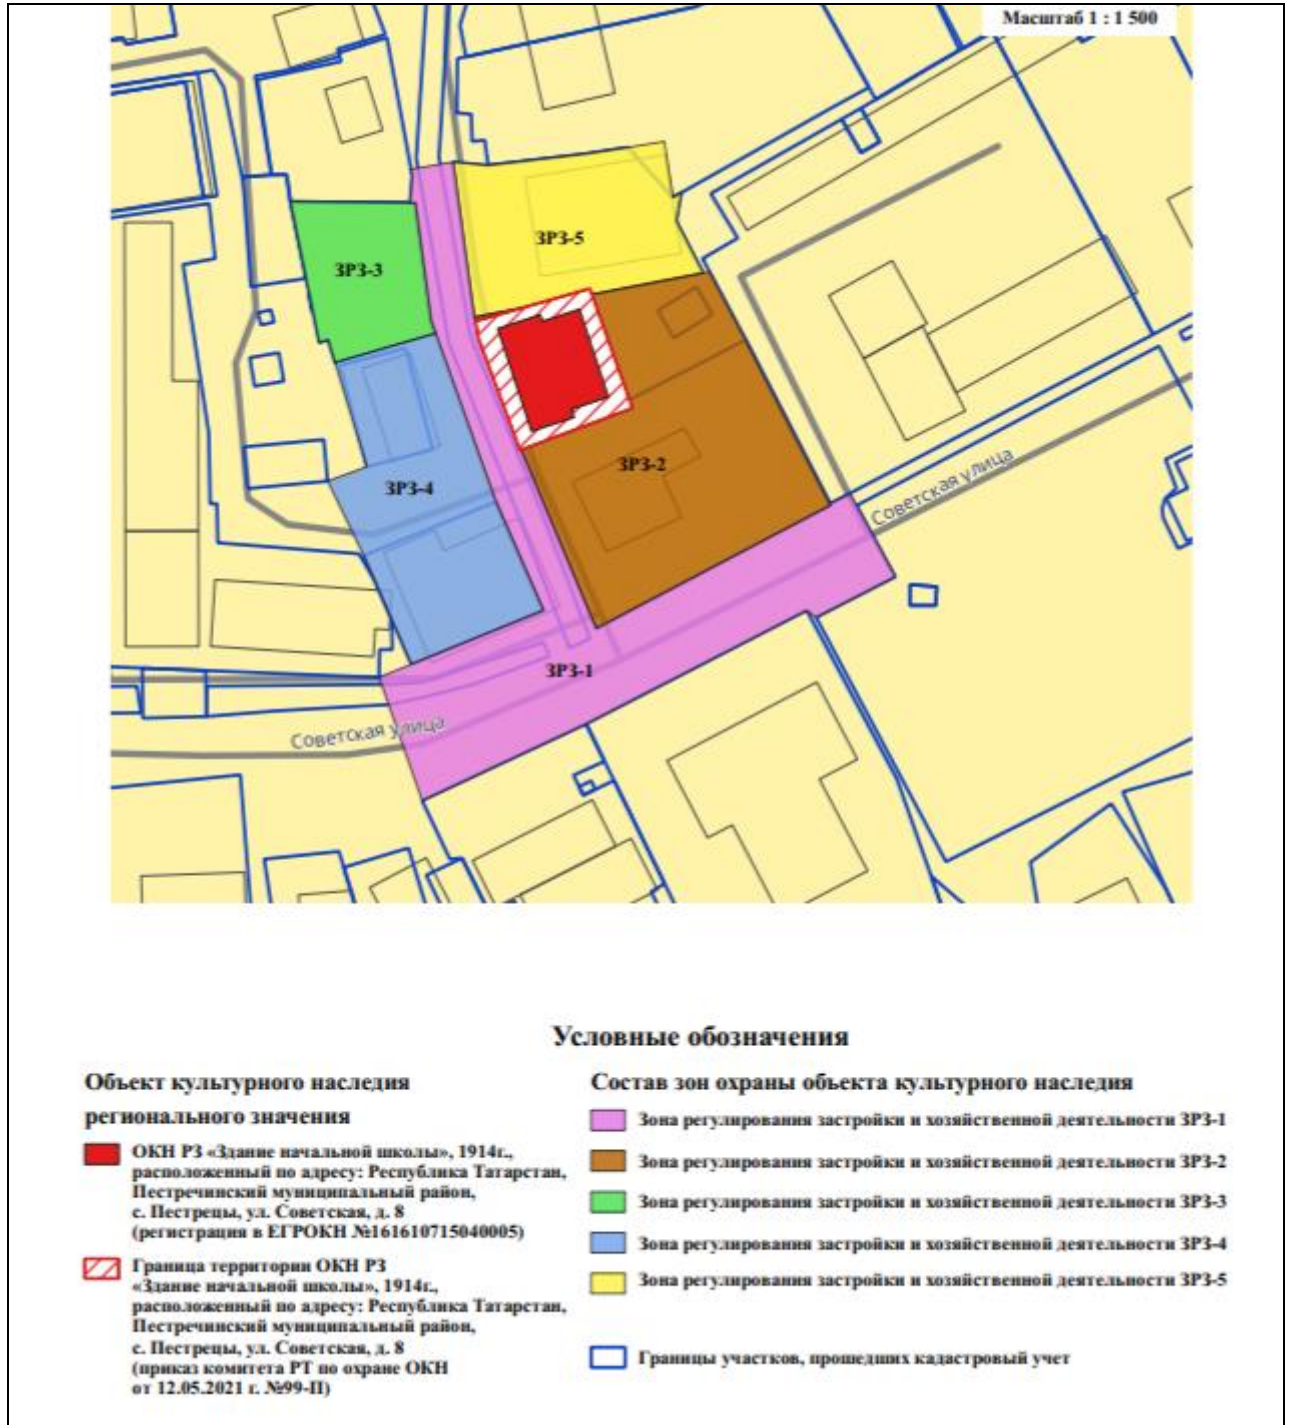 Масштаб 1 : 1 500
ЗРЗ-5
ЗРЗ-3
ЗРЗ-2
ЗРЗ-4
Советская улица
ЗРЗ-1
Советская улица
Условные обозначения
Объект культурного наследия
регионального значения
ОКН РЗ «Здание начальной школы», 1914г.,
расположенный по адресу: Республика Татарстан,
Пестречинский муниципальный район,
с. Пестрецы, ул. Советская, д. 8
(регистрация в ЕГРОКН №161610715040005)
Граница территории ОКН РЗ
«Здание начальной школы», 1914г.,
расположенный по адресу: Республика Татарстан,
Пестречинский муниципальный район,
с. Пестрецы, ул. Советская, д. 8
(приказ комитета РТ по охране ОКН
от 12.05.2021 г. №99-П)
Состав зон охраны объекта культурного наследия
Зона регулирования застройки и хозяйственной деятельности ЗРЗ-1
Зона регулирования застройки и хозяйственной деятельности ЗРЗ-2
Зона регулирования застройки и хозяйственной деятельности ЗРЗ-3
Зона регулирования застройки и хозяйственной деятельности ЗРЗ-4
Зона регулирования застройки и хозяйственной деятельности ЗРЗ-5
Границы участков, прошедших кадастровый учет